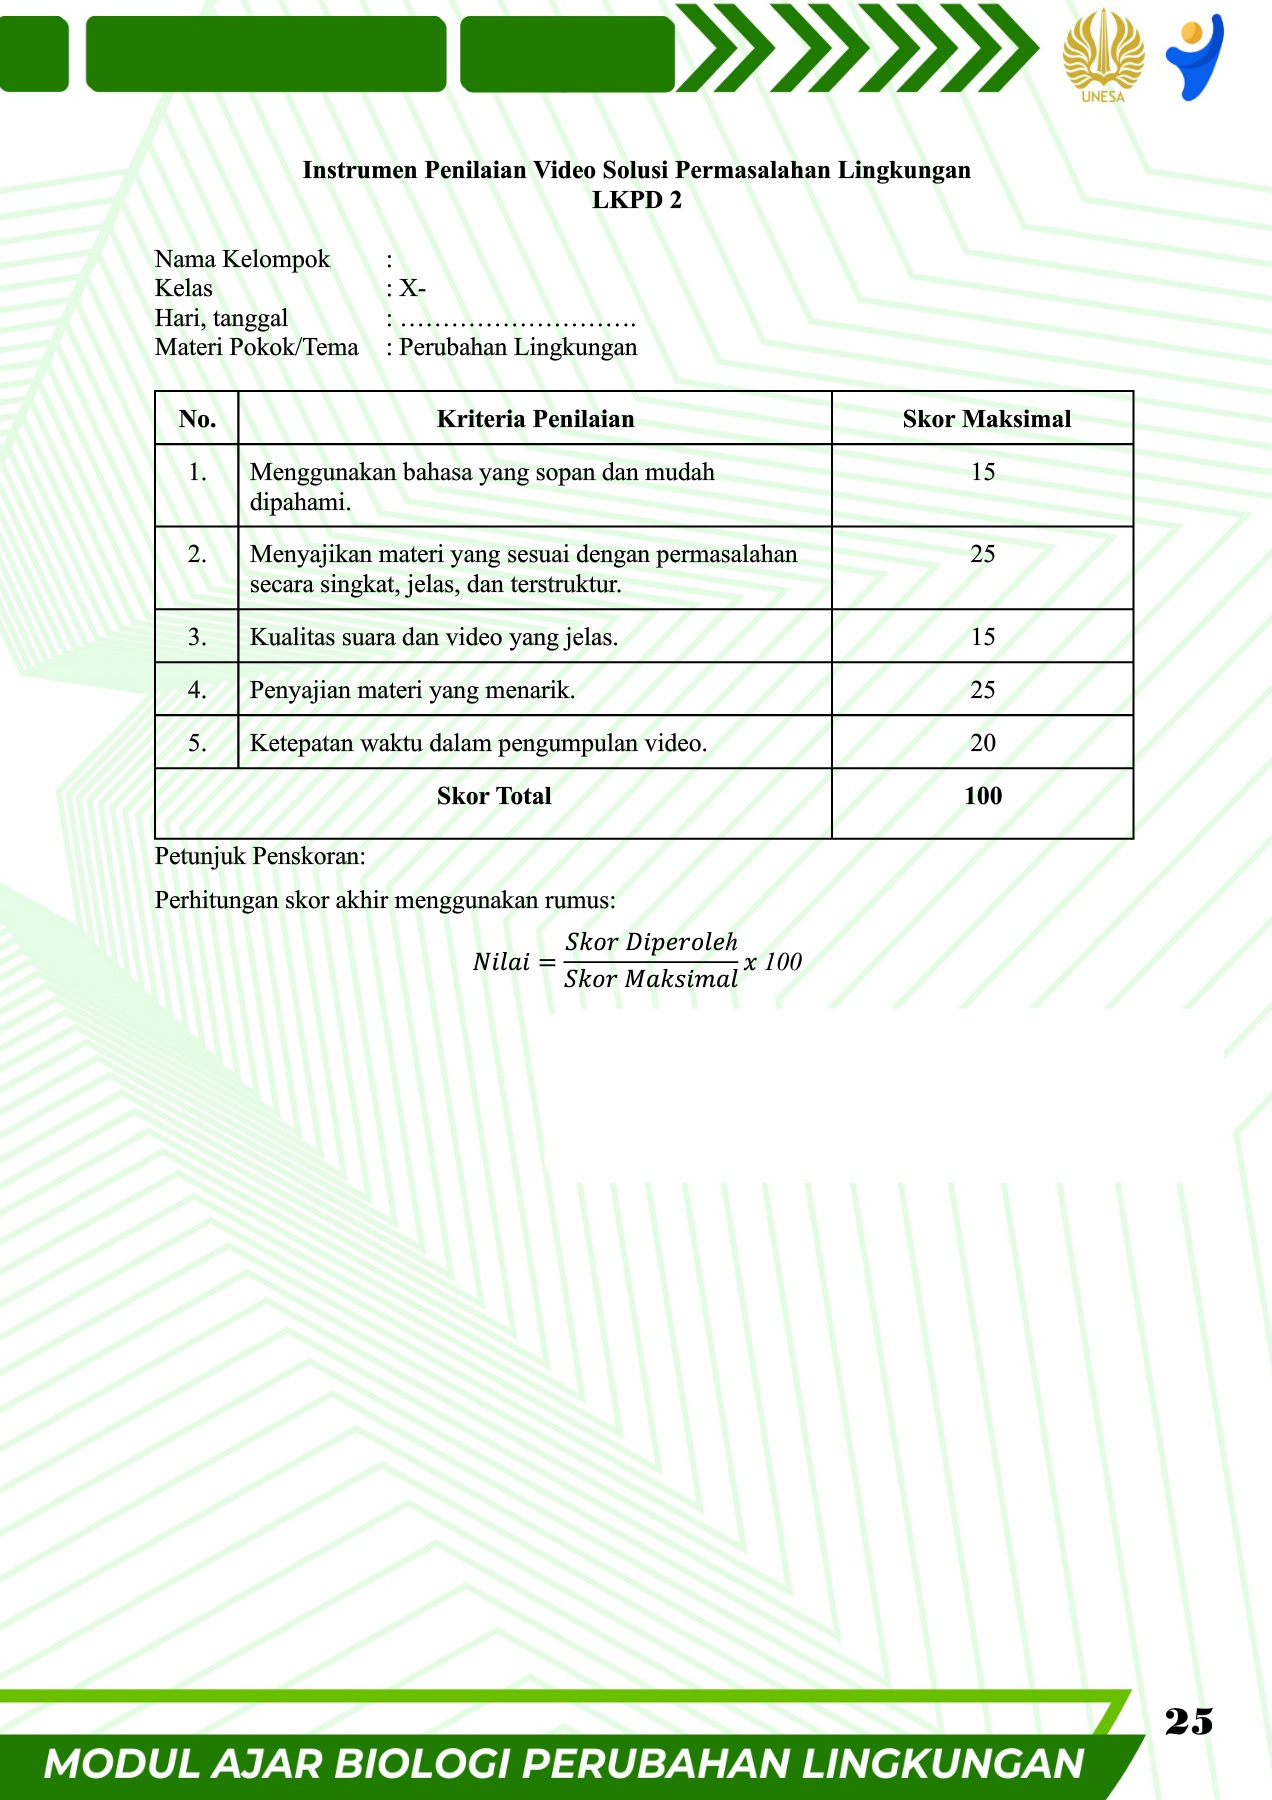 UNESA
Instrumen Penilaian Video Solusi Permasalahan Lingkungan
LKPD 2
Nama Kelompok :
Kelas : X-
Hari, tanggal : ……………………….
Materi Pokok/Tema : Perubahan Lingkungan
No. Kriteria Penilaian Skor Maksimal
1. Menggunakan bahasa yang sopan dan mudah 15
dipahami.
2. Menyajikan materi yang sesuai dengan permasalahan 25
secara singkat, jelas, dan terstruktur.
3. Kualitas suara dan video yang jelas. 15
4. Penyajian materi yang menarik. 25
5. Ketepatan waktu dalam pengumpulan video. 20
Skor Total 100
Petunjuk Penskoran:
Perhitungan skor akhir menggunakan rumus:
Skor Diperoleh
Nilai = x 100
Skor Maksimal
25
MODUL AJAR BIOLOGI PERUBAHAN LINGKUNGAN